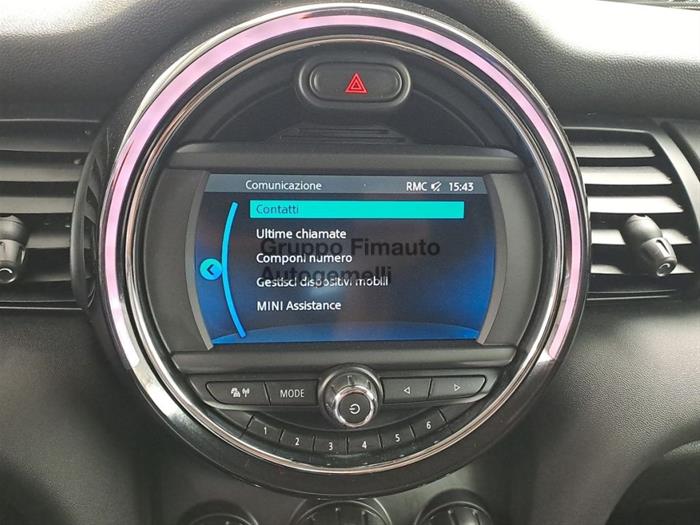 Comunicazione RMC 15:43
Contatti
Ultime chiamate
Gruppo Fimauto
Componi numero
Autogemelli
Gestisci dispositivi mobili
MINI Assistance
MODE
1 2 3 4 5 6